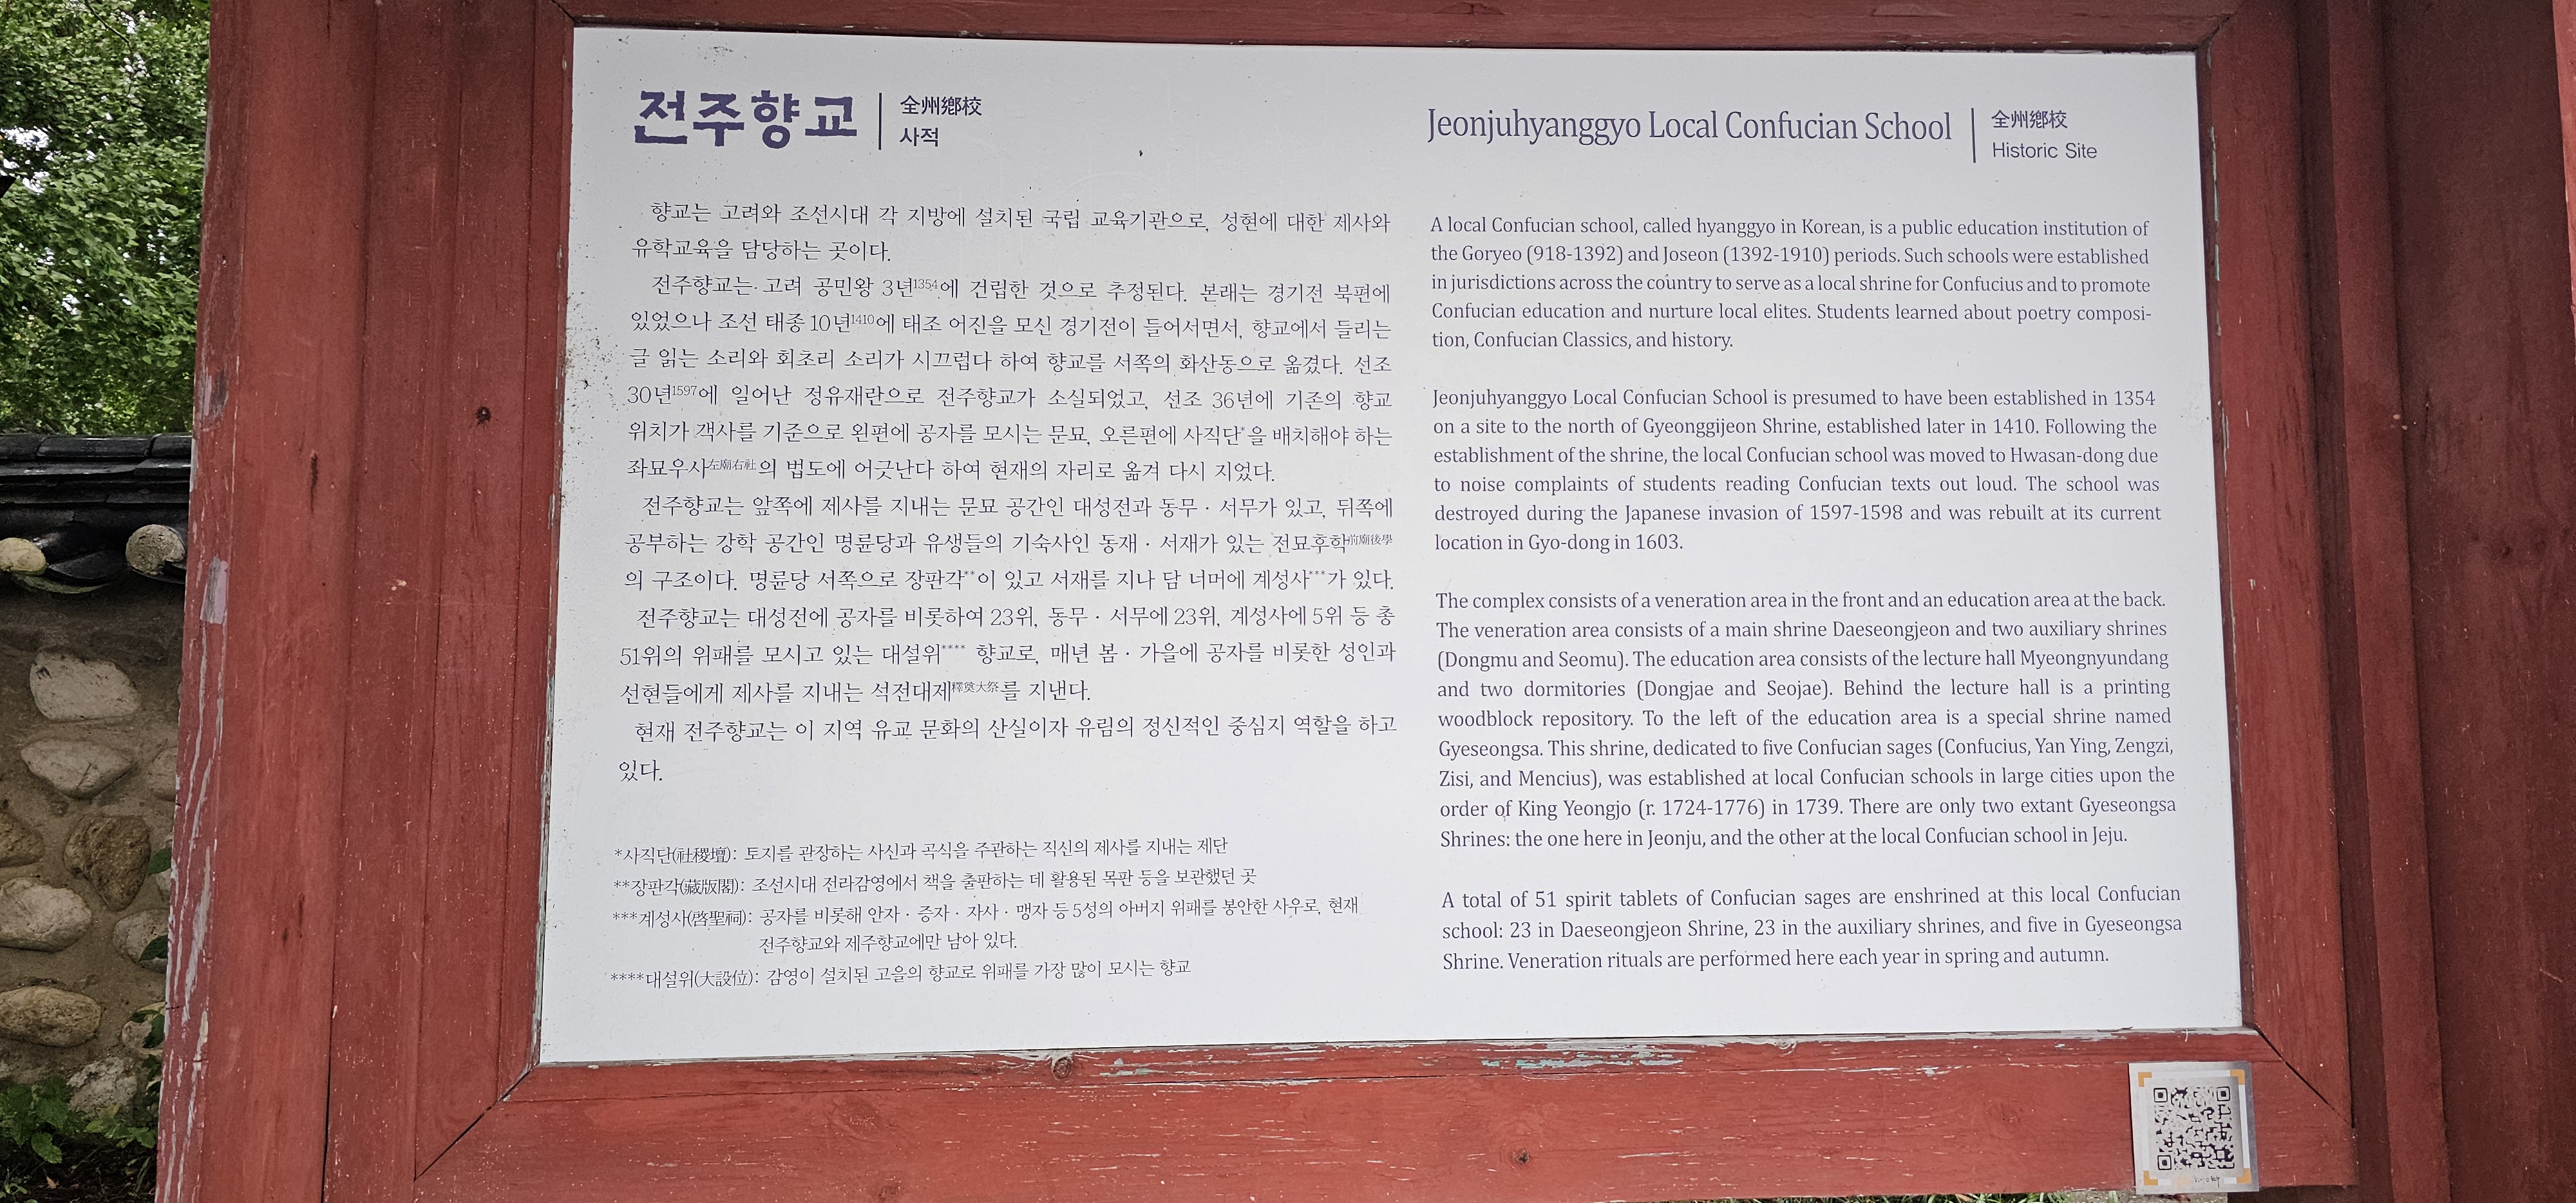 전주향교
全州鄕校
사적
향교는 고려와 조선시대 각 지방에 설치된 국립 교육기관으로, 성현에 대한 제사와
유학교육을 담당하는 곳이다.
전주향교는 고려 공민왕 3년1354에 건립한 것으로 추정된다. 본래는 경기전 북편에
있었으나 조선 태종 10년1410에 태조 어진을 모신 경기전이 들어서면서, 향교에서 들리는
글 읽는 소리와 회초리 소리가 시끄럽다 하여 향교를 서쪽의 화산동으로 옮겼다. 선조
30년1597에 일어난 정유재란으로 전주향교가 소실되었고, 선조 36년에 기존의 향교
위치가 객사를 기준으로 왼편에 공자를 모시는 문묘, 오른편에 사직단*을 배치해야 하는
좌묘우사左廟右社의 법도에 어긋난다 하여 현재의 자리로 옮겨 다시 지었다.
전주향교는 앞쪽에 제사를 지내는 문묘 공간인 대성전과 동무 · 서무가 있고, 뒤쪽에
공부하는 강학 공간인 명륜당과 유생들의 기숙사인 동재 · 서재가 있는 전묘후학前廟後學
의 구조이다. 명륜당 서쪽으로 장판각**이 있고 서재를 지나 담 너머에 계성사***가 있다.
전주향교는 대성전에 공자를 비롯하여 23위, 동무 · 서무에 23위, 계성사에 5위 등 총
51위의 위패를 모시고 있는 대설위**** 향교로, 매년 봄 · 가을에 공자를 비롯한 성인과
선현들에게 제사를 지내는 석전대제釋奠大祭를 지낸다.
현재 전주향교는 이 지역 유교 문화의 산실이자 유림의 정신적인 중심지 역할을 하고
있다.
*사직단(社稷壇): 토지를 관장하는 사신과 곡식을 주관하는 직신의 제사를 지내는 제단
**장판각(藏版閣): 조선시대 전라감영에서 책을 출판하는 데 활용된 목판 등을 보관했던 곳
***계성사(啓聖祠): 공자를 비롯해 안자 · 증자 · 자사 · 맹자 등 5성의 아버지 위패를 봉안한 사우로, 현재
전주향교와 제주향교에만 남아 있다.
****대설위(大設位): 감영이 설치된 고을의 향교로 위패를 가장 많이 모시는 향교
Jeonjuhyanggyo Local Confucian School
全州鄕校
Historic Site
A local Confucian school, called hyanggyo in Korean, is a public education institution of
the Goryeo (918-1392) and Joseon (1392-1910) periods. Such schools were established
in jurisdictions across the country to serve as a local shrine for Confucius and to promote
Confucian education and nurture local elites. Students learned about poetry composi-
tion, Confucian Classics, and history.
Jeonjuhyanggyo Local Confucian School is presumed to have been established in 1354
on a site to the north of Gyeonggijeon Shrine, established later in 1410. Following the
establishment of the shrine, the local Confucian school was moved to Hwasan-dong due
to noise complaints of students reading Confucian texts out loud. The school was
destroyed during the Japanese invasion of 1597-1598 and was rebuilt at its current
location in Gyo-dong in 1603.
The complex consists of a veneration area in the front and an education area at the back.
The veneration area consists of a main shrine Daeseongjeon and two auxiliary shrines
(Dongmu and Seomu). The education area consists of the lecture hall Myeongnyundang
and two dormitories (Dongjae and Seojae). Behind the lecture hall is a printing
woodblock repository. To the left of the education area is a special shrine named
Gyeseongsa. This shrine, dedicated to five Confucian sages (Confucius, Yan Ying, Zengzi,
Zisi, and Mencius), was established at local Confucian schools in large cities upon the
order of King Yeongjo (r. 1724-1776) in 1739. There are only two extant Gyeseongsa
Shrines: the one here in Jeonju, and the other at the local Confucian school in Jeju.
A total of 51 spirit tablets of Confucian sages are enshrined at this local Confucian
school: 23 in Daeseongjeon Shrine, 23 in the auxiliary shrines, and five in Gyeseongsa
Shrine. Veneration rituals are performed here each year in spring and autumn.